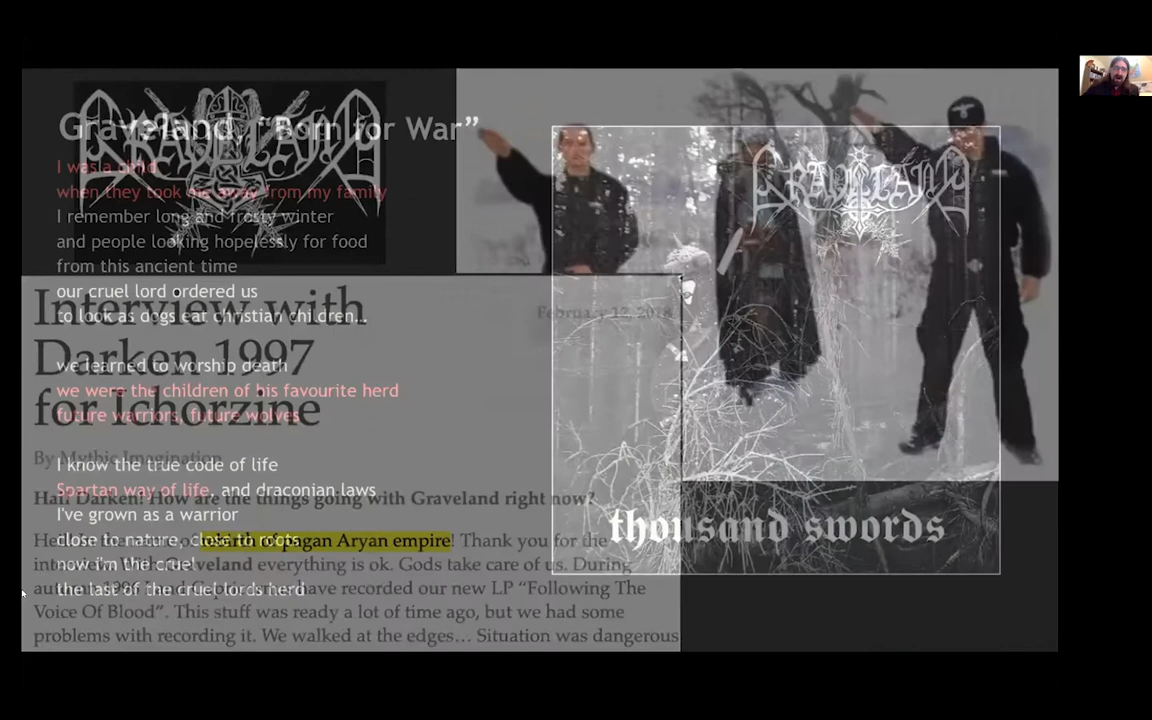 GRAVELAND
Graveland, "Born for War"
I was a child
when they took me away from my family
I remember long and frosty winter
and people looking hopelessly for food
from this ancient time
our cruel lord ordered us
to look as dogs eat christian children...
we learned to worship death
we were the children of his favourite herd
future warriors, future wolves
I know the true code of life
Spartan way of life, and draconian laws
I've grown as a warrior
close to nature, close to roots
now i'm the cruel
the last of the cruel lords herd
Interview with
Darken 1997
for Ichorzine
February 12, 2018
By Mythic Imagination
Hail Darken! How are the things going with Graveland right now?
rebirth of pagan Aryan empire! Thank you for the
Graveland everything is ok. Gods take care of us. During
have recorded our new LP "Following The
Voice Of Blood". This stuff was ready a lot of time ago, but we had some
problems with recording it. We walked at the edges... Situation was dangerous
GRAVELAND
thousand swords